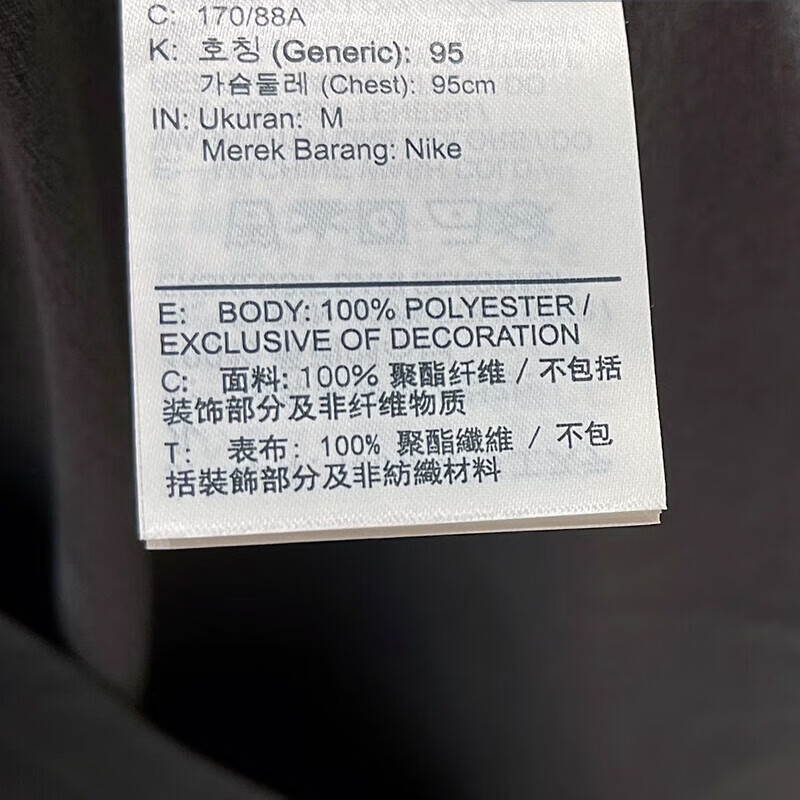 C: 170/88A
K: 호칭 (Generic): 95
가슴둘레 (Chest): 95cm
IN: Ukuran: M
Merek Barang: Nike
E: BODY: 100% POLYESTER /
EXCLUSIVE OF DECORATION
C: 面料: 100% 聚酯纤维 / 不包括
装饰部分及非纤维物质
T: 表布: 100% 聚酯纖維 / 不包
括裝飾部分及非紡織材料